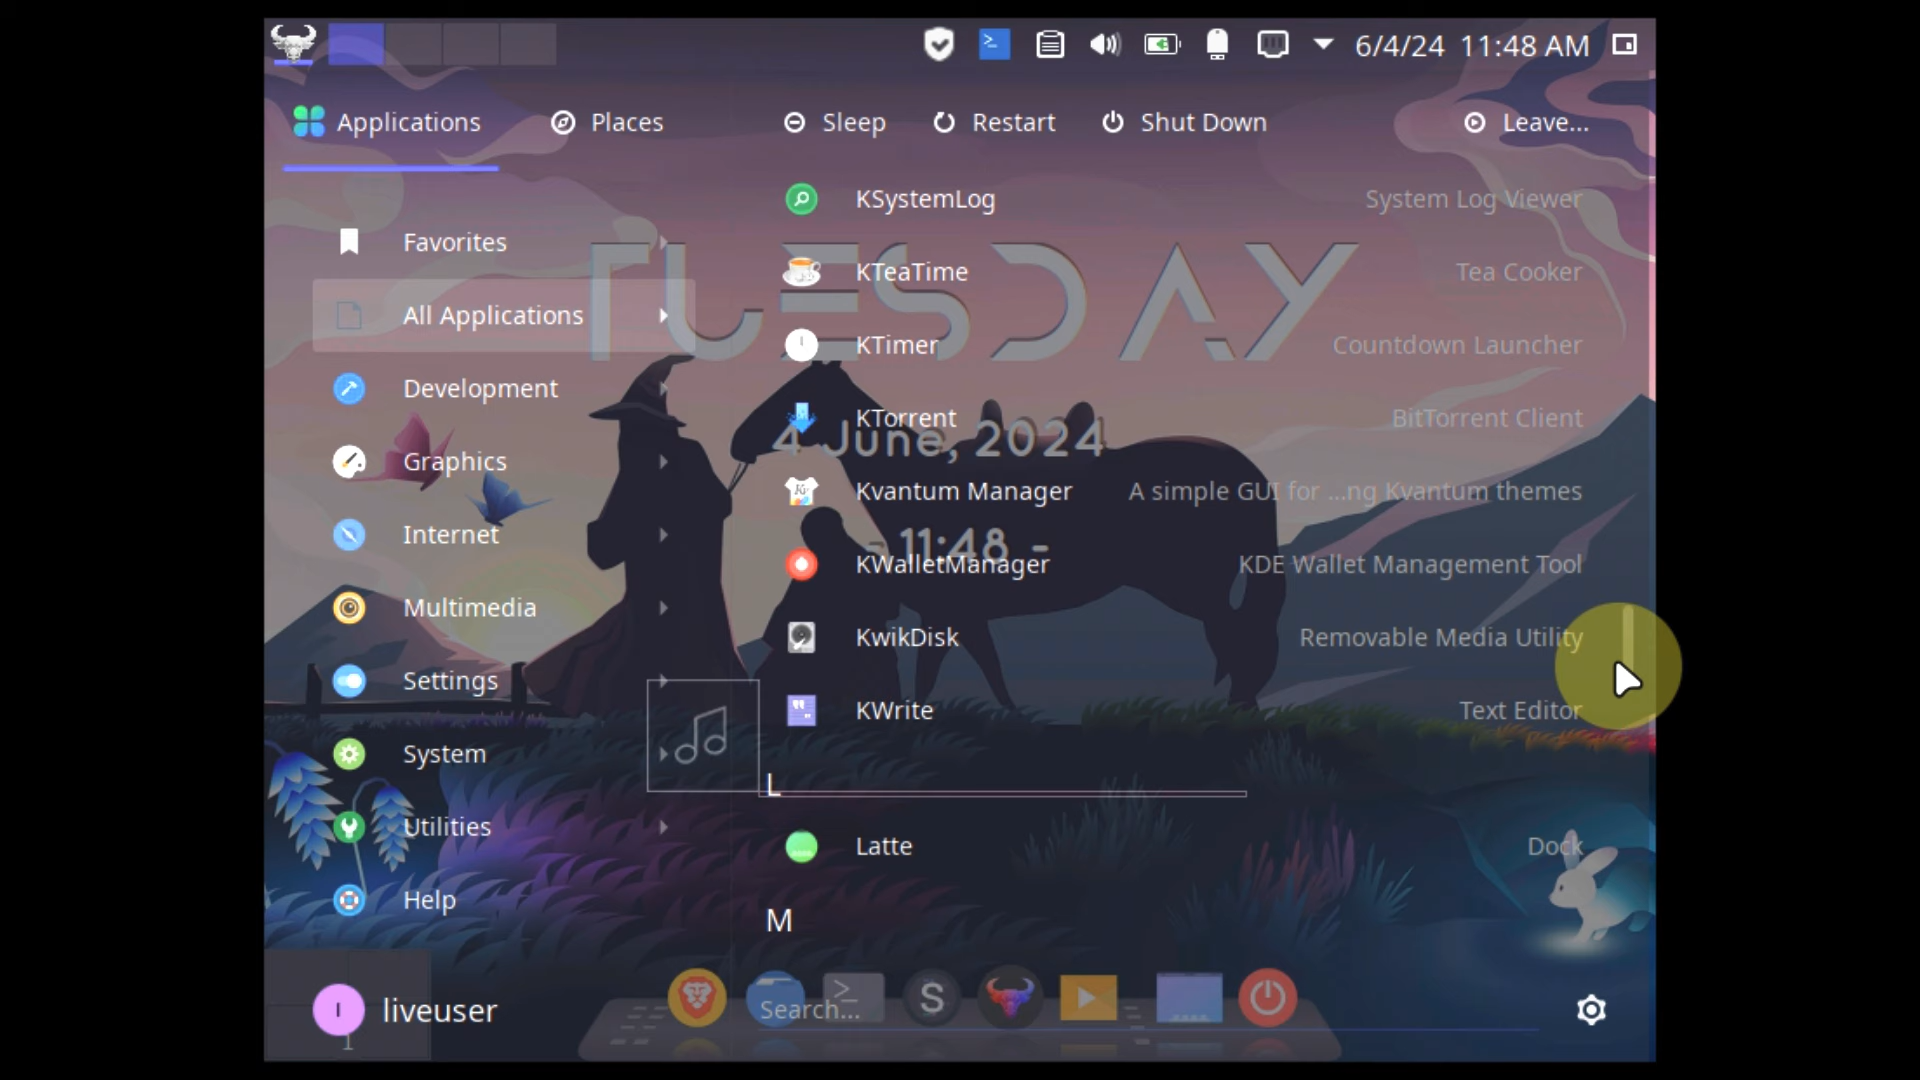 6/4/24 11:48 AM
Applications
Places
Sleep
Restart
Shut Down
Leave...
Favorites
All Applications
Development
Graphics
Internet
Multimedia
Settings
System
Utilities
Help
KSystemLog System Log Viewer
KTeaTime Tea Cooker
KTimer Countdown Launcher
KTorrent BitTorrent Client
Kvantum Manager A simple GUI for ...ng Kvantum themes
KWalletManager KDE Wallet Management Tool
KwikDisk Removable Media Utility
KWrite Text Editor
L
Latte Dock
M
TUESDAY
4 June, 2024
- 11:48 -
I
liveuser
1
Search...
S